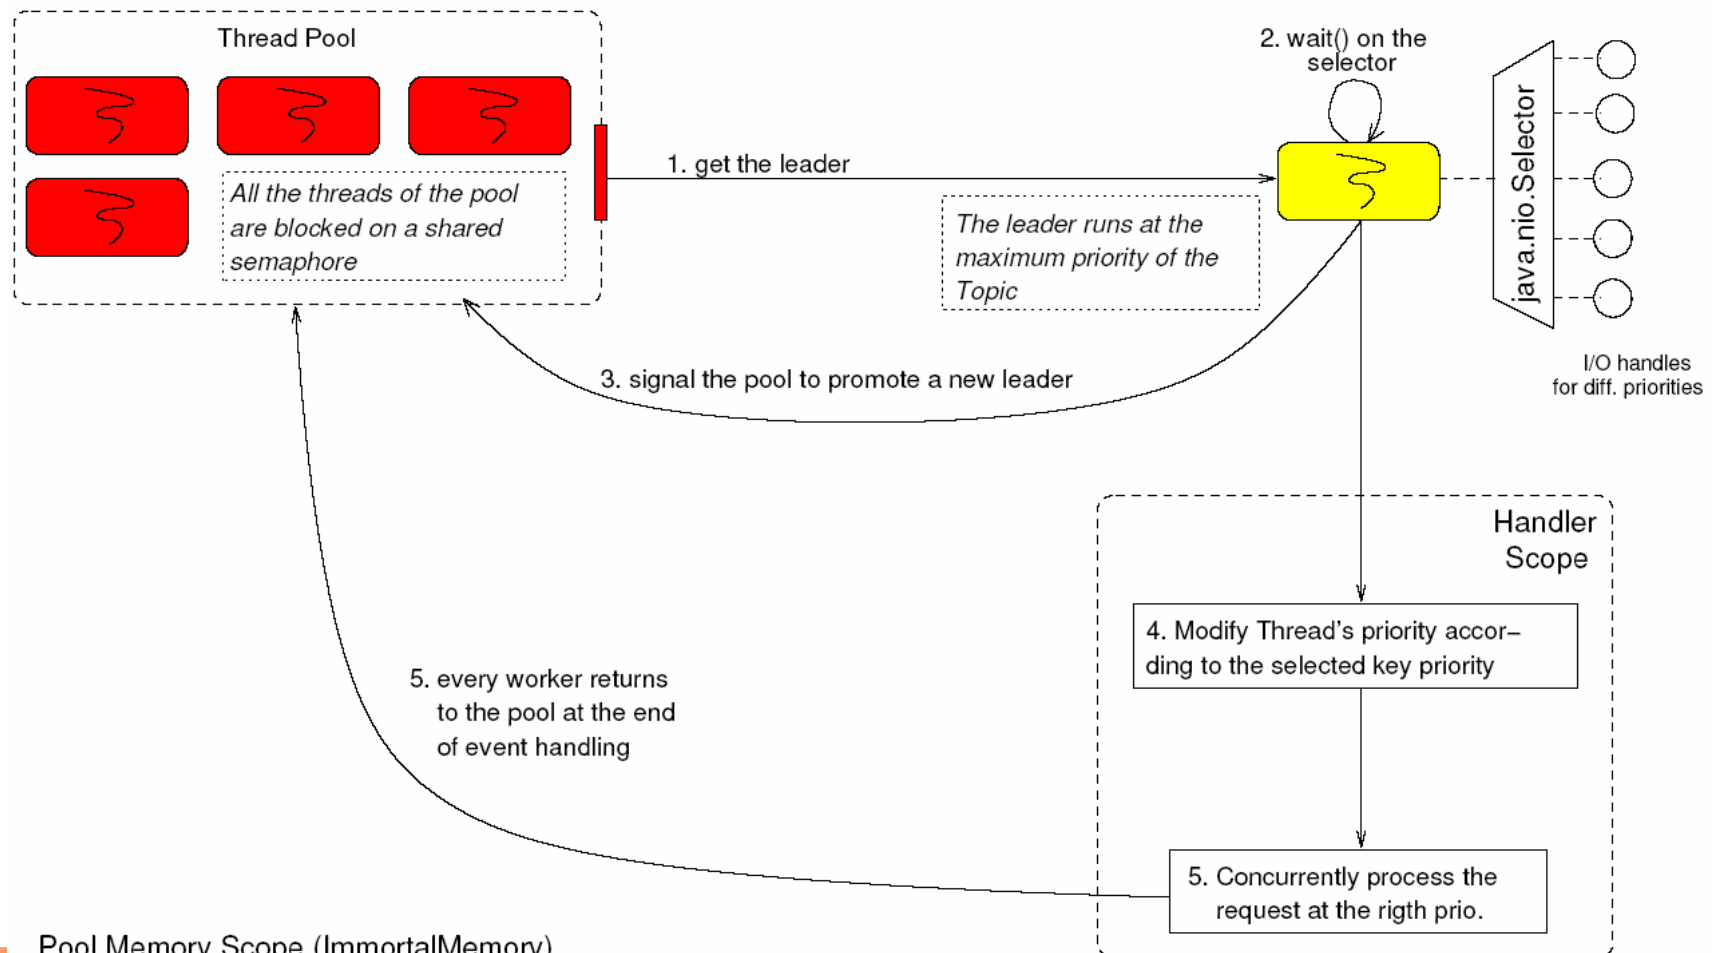 Thread Pool
All the threads of the pool
are blocked on a shared
semaphore
1. get the leader
2. wait() on the
selector
The leader runs at the
maximum priority of the
Topic
java.nio.Selector
I/O handles
for diff. priorities
3. signal the pool to promote a new leader
Handler
Scope
4. Modify Thread's priority accor–
ding to the selected key priority
5. every worker returns
to the pool at the end
of event handling
5. Concurrently process the
request at the rigth prio.
Pool Memory Scope (ImmortalMemory)